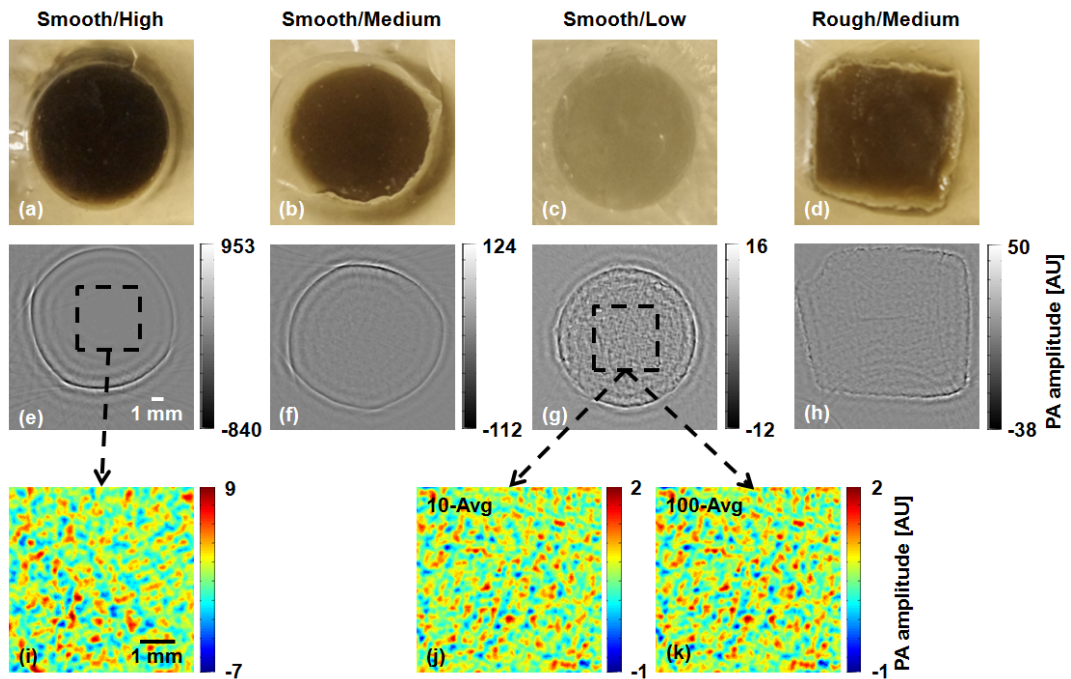 Smooth/High Smooth/Medium Smooth/Low Rough/Medium
(a) (b) (c) (d)
953 124 16 50
(e) 1 mm (f) (g) (h)
-840 -112 -12 -38
PA amplitude [AU]
9 10-Avg 2 100-Avg 2
1 mm
(i) (j) (k)
-7 -1 -1
PA amplitude [AU]